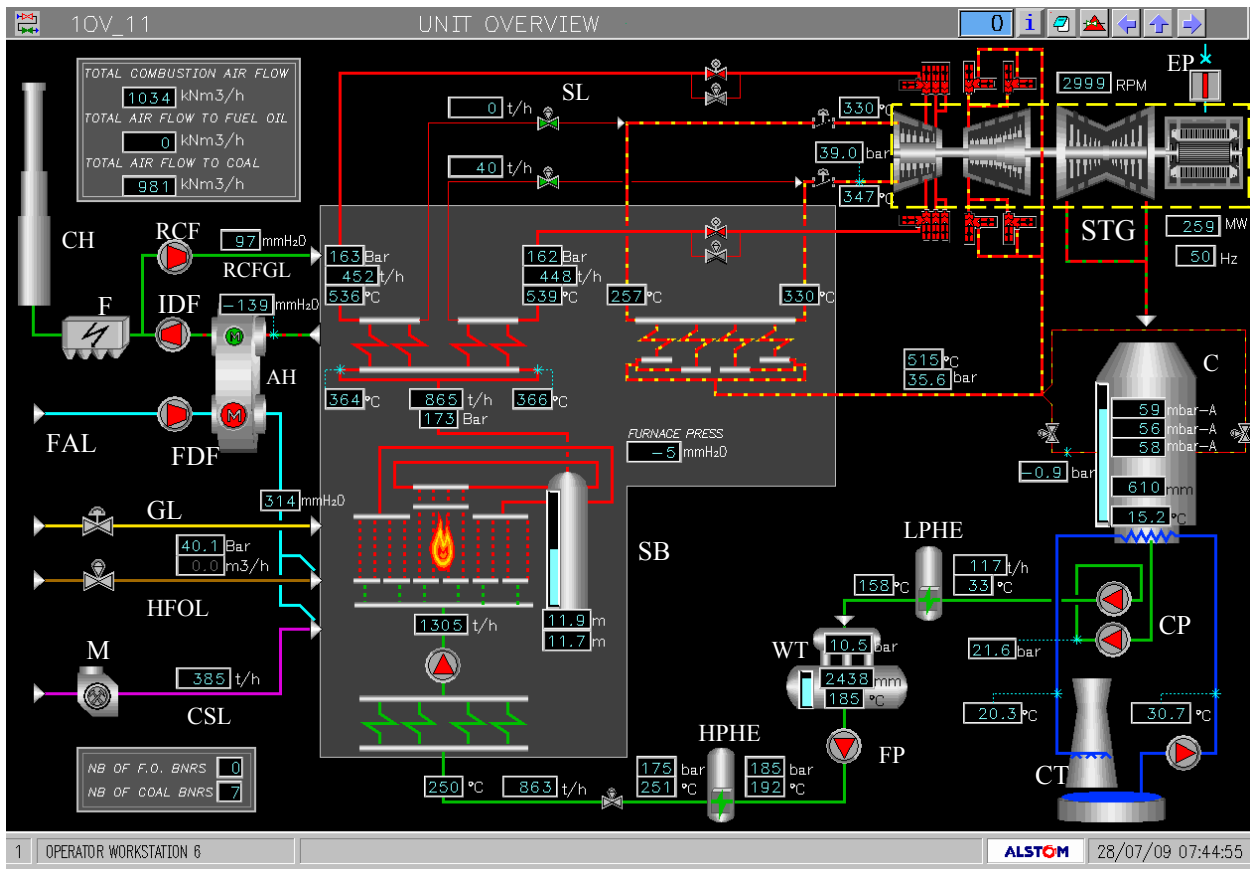 1OV_11 UNIT OVERVIEW 0 i
TOTAL COMBUSTION AIR FLOW
1034 kNm3/h
TOTAL AIR FLOW TO FUEL OIL
0 kNm3/h
TOTAL AIR FLOW TO COAL
981 kNm3/h
SL
0 t/h
40 t/h
330 °C
39.0 bar
347 °C
2999 RPM
EP
STG
259 MW
50 Hz
CH
RCF
97 mmH₂O
RCFGL
F
IDF
-139 mmH₂O
AH
FAL
FDF
314 mmH₂O
163 Bar
452 t/h
536 °C
162 Bar
448 t/h
539 °C
257 °C
330 °C
364 °C
865 t/h
366 °C
173 Bar
515 °C
35.6 bar
FURNACE PRESS
-5 mmH₂O
C
59 mbar-A
56 mbar-A
58 mbar-A
-0.9 bar
610 mm
15.2 °C
GL
40.1 Bar
0.0 m3/h
HFOL
M
385 t/h
CSL
SB
11.9 m
11.7 m
1305 t/h
LPHE
158 °C
117 t/h
33 °C
CP
21.6 bar
WT
10.5 bar
2438 mm
185 °C
20.3 °C
30.7 °C
FP
CT
HPHE
175 bar
251 °C
185 bar
192 °C
250 °C
863 t/h
NB OF F.O. BNRS 0
NB OF COAL BNRS 7
1 OPERATOR WORKSTATION 6 ALSTOM 28/07/09 07:44:55